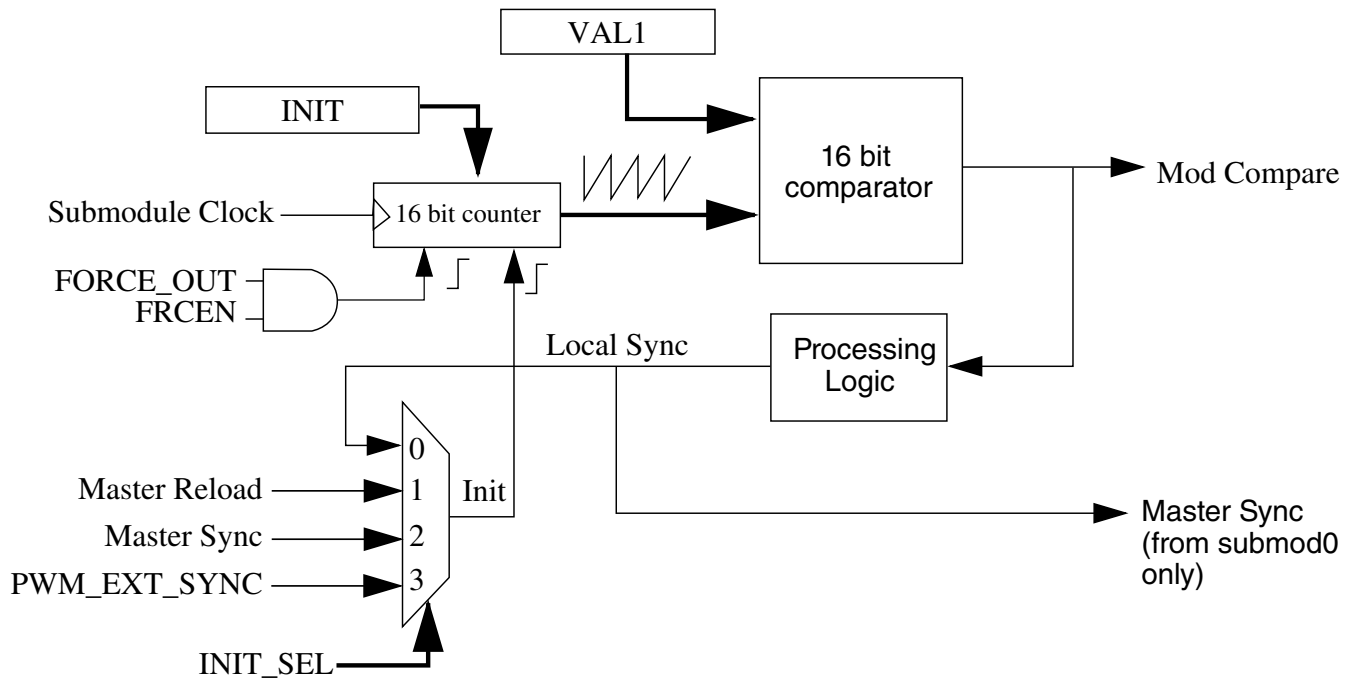 VAL1
INIT
16 bit
comparator
Mod Compare
Submodule Clock
16 bit counter
FORCE_OUT
FRCEN
Local Sync
Processing
Logic
0
Master Reload
1
Init
Master Sync
2
PWM_EXT_SYNC
3
Master Sync
(from submod0
only)
INIT_SEL